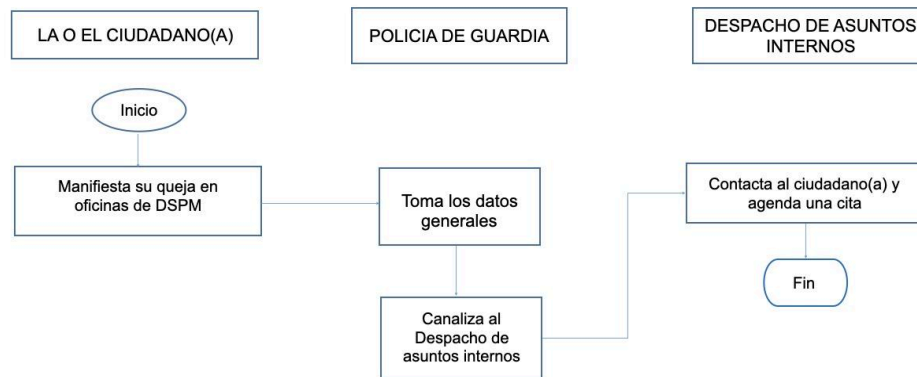 LA O EL CIUDADANO(A)
POLICIA DE GUARDIA
DESPACHO DE ASUNTOS
INTERNOS
Inicio
Manifiesta su queja en
oficinas de DSPM
Toma los datos
generales
Canaliza al
Despacho de
asuntos internos
Contacta al ciudadano(a) y
agenda una cita
Fin